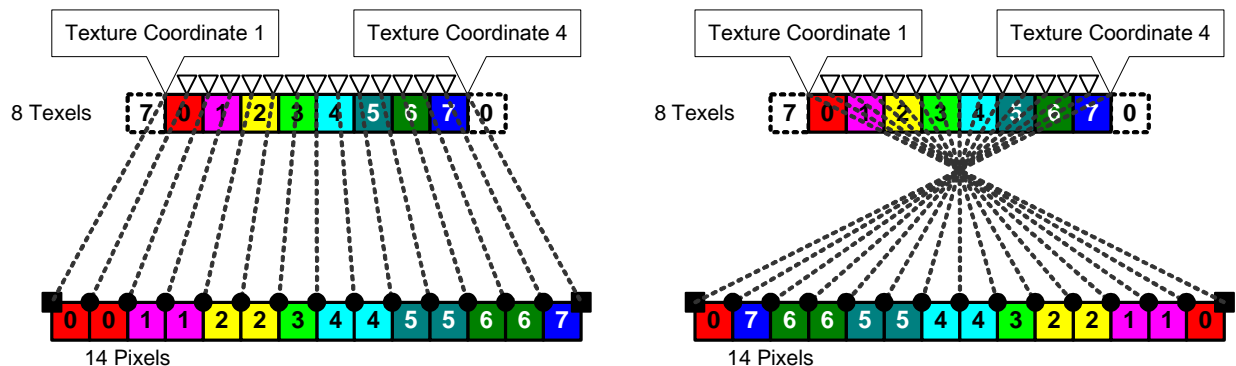 Texture Coordinate 1 Texture Coordinate 4
8 Texels 7 0 1 2 3 4 5 6 7 0
0 0 1 1 2 2 3 4 4 5 5 6 6 7
14 Pixels
Texture Coordinate 1 Texture Coordinate 4
8 Texels 7 0 1 2 3 4 5 6 7 0
0 7 6 6 5 5 4 4 3 2 2 1 1 0
14 Pixels